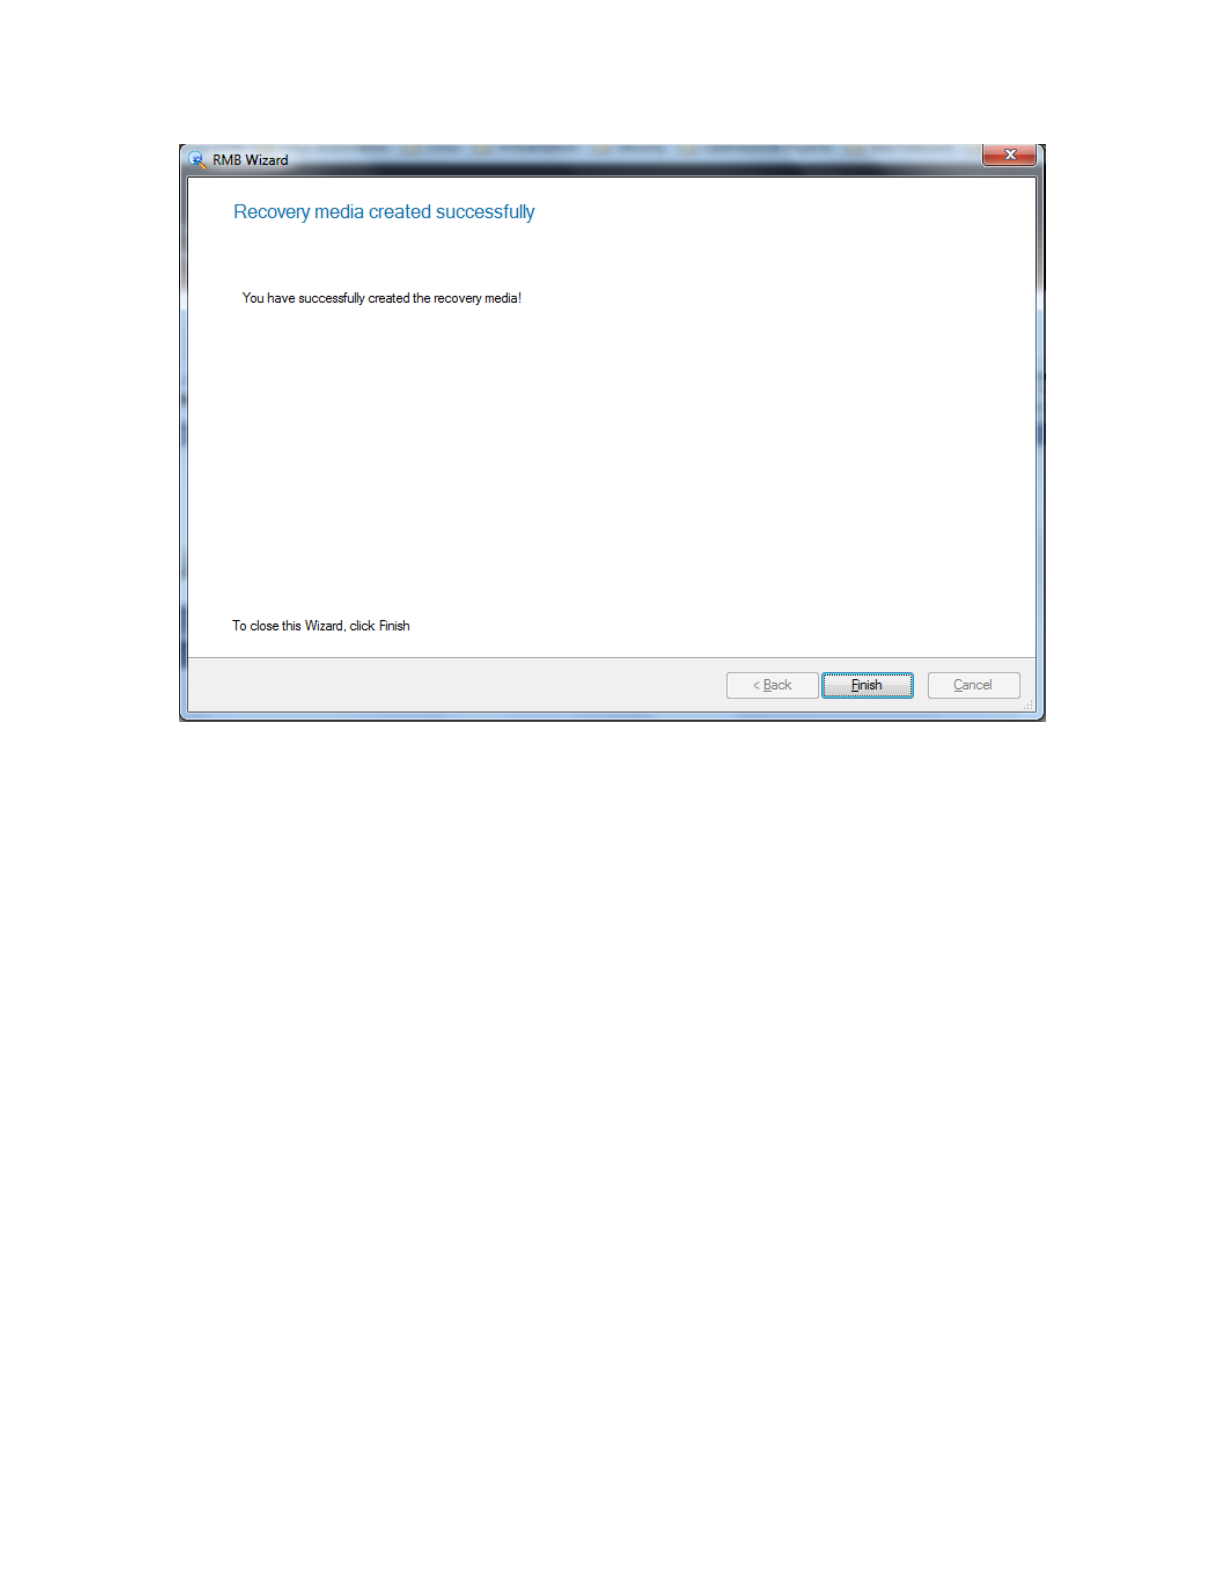 RMB Wizard
Recovery media created successfully
You have successfully created the recovery media!
To close this Wizard, click Finish
< Back Finish Cancel